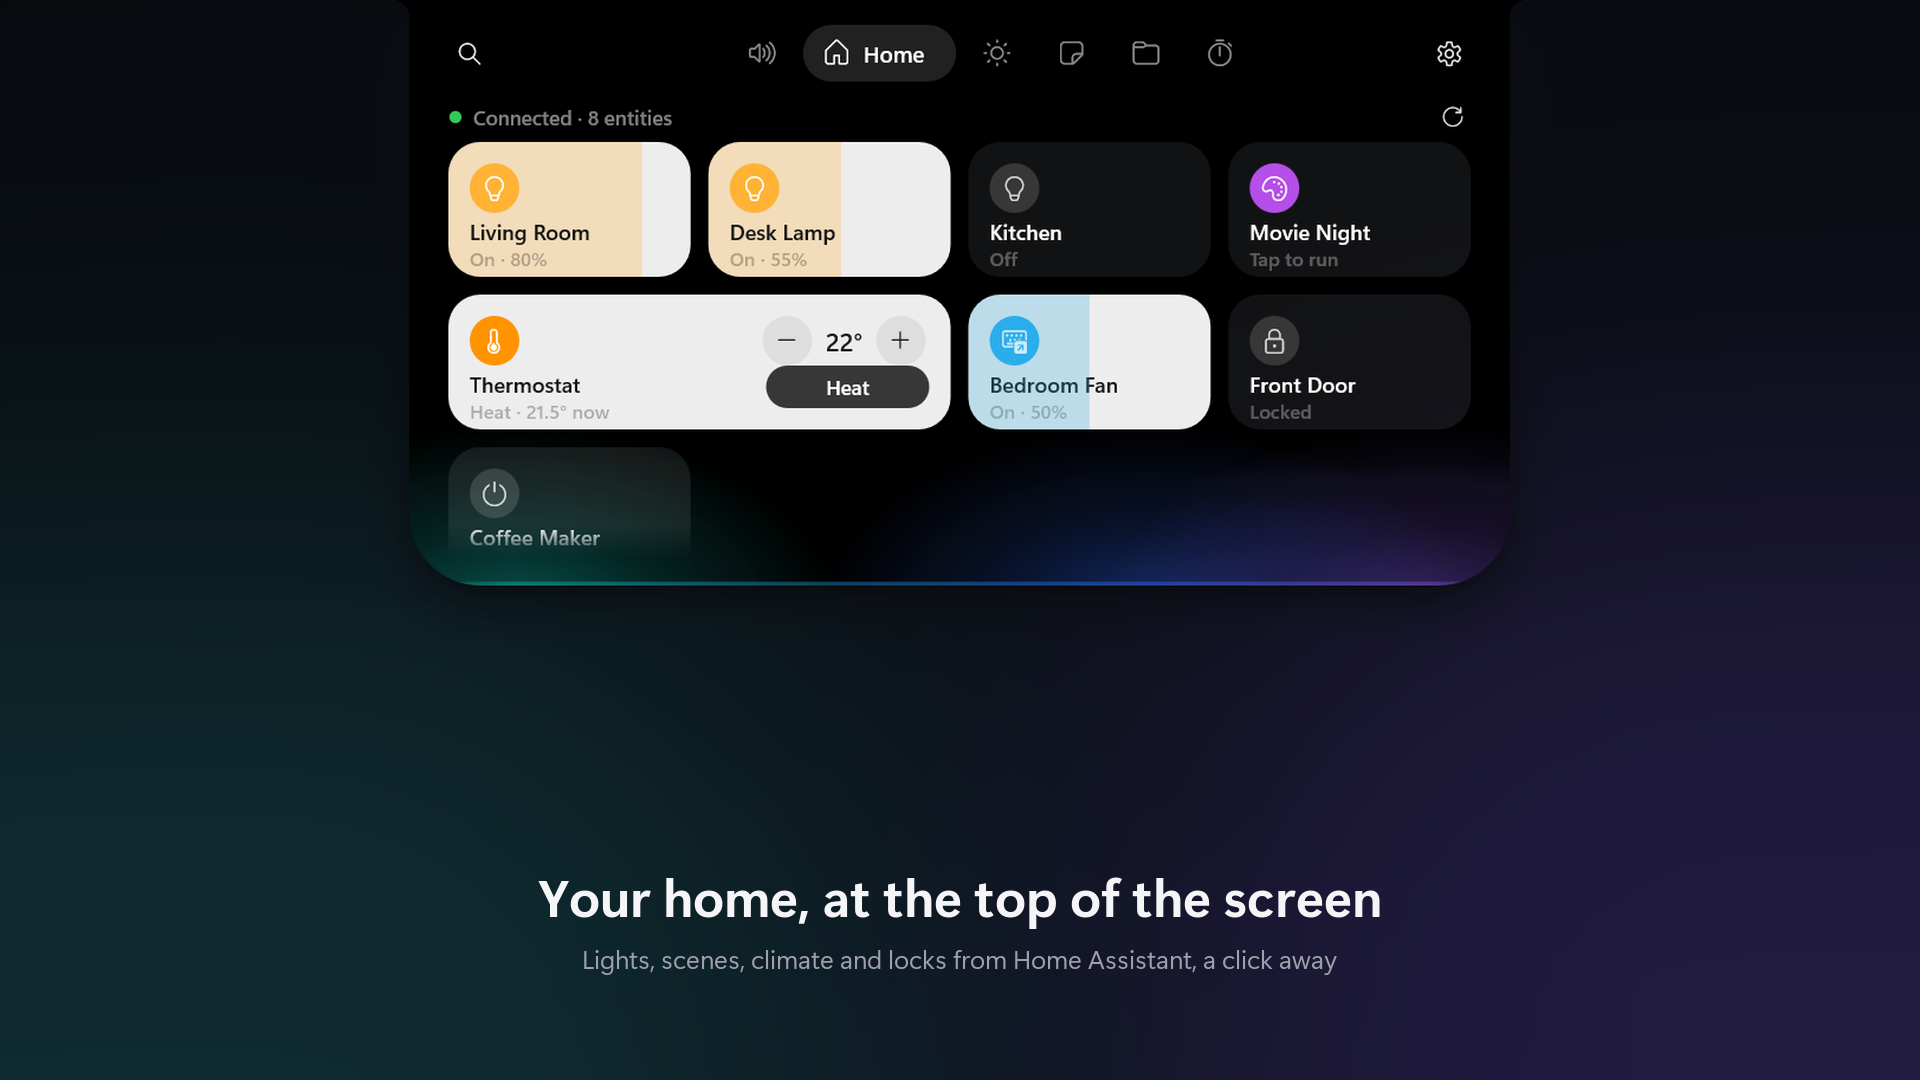 Home
Connected · 8 entities
Living Room
On · 80%
Desk Lamp
On · 55%
Kitchen
Off
Movie Night
Tap to run
Thermostat
Heat · 21.5° now
22°
Heat
Bedroom Fan
On · 50%
Front Door
Locked
Coffee Maker
Your home, at the top of the screen
Lights, scenes, climate and locks from Home Assistant, a click away